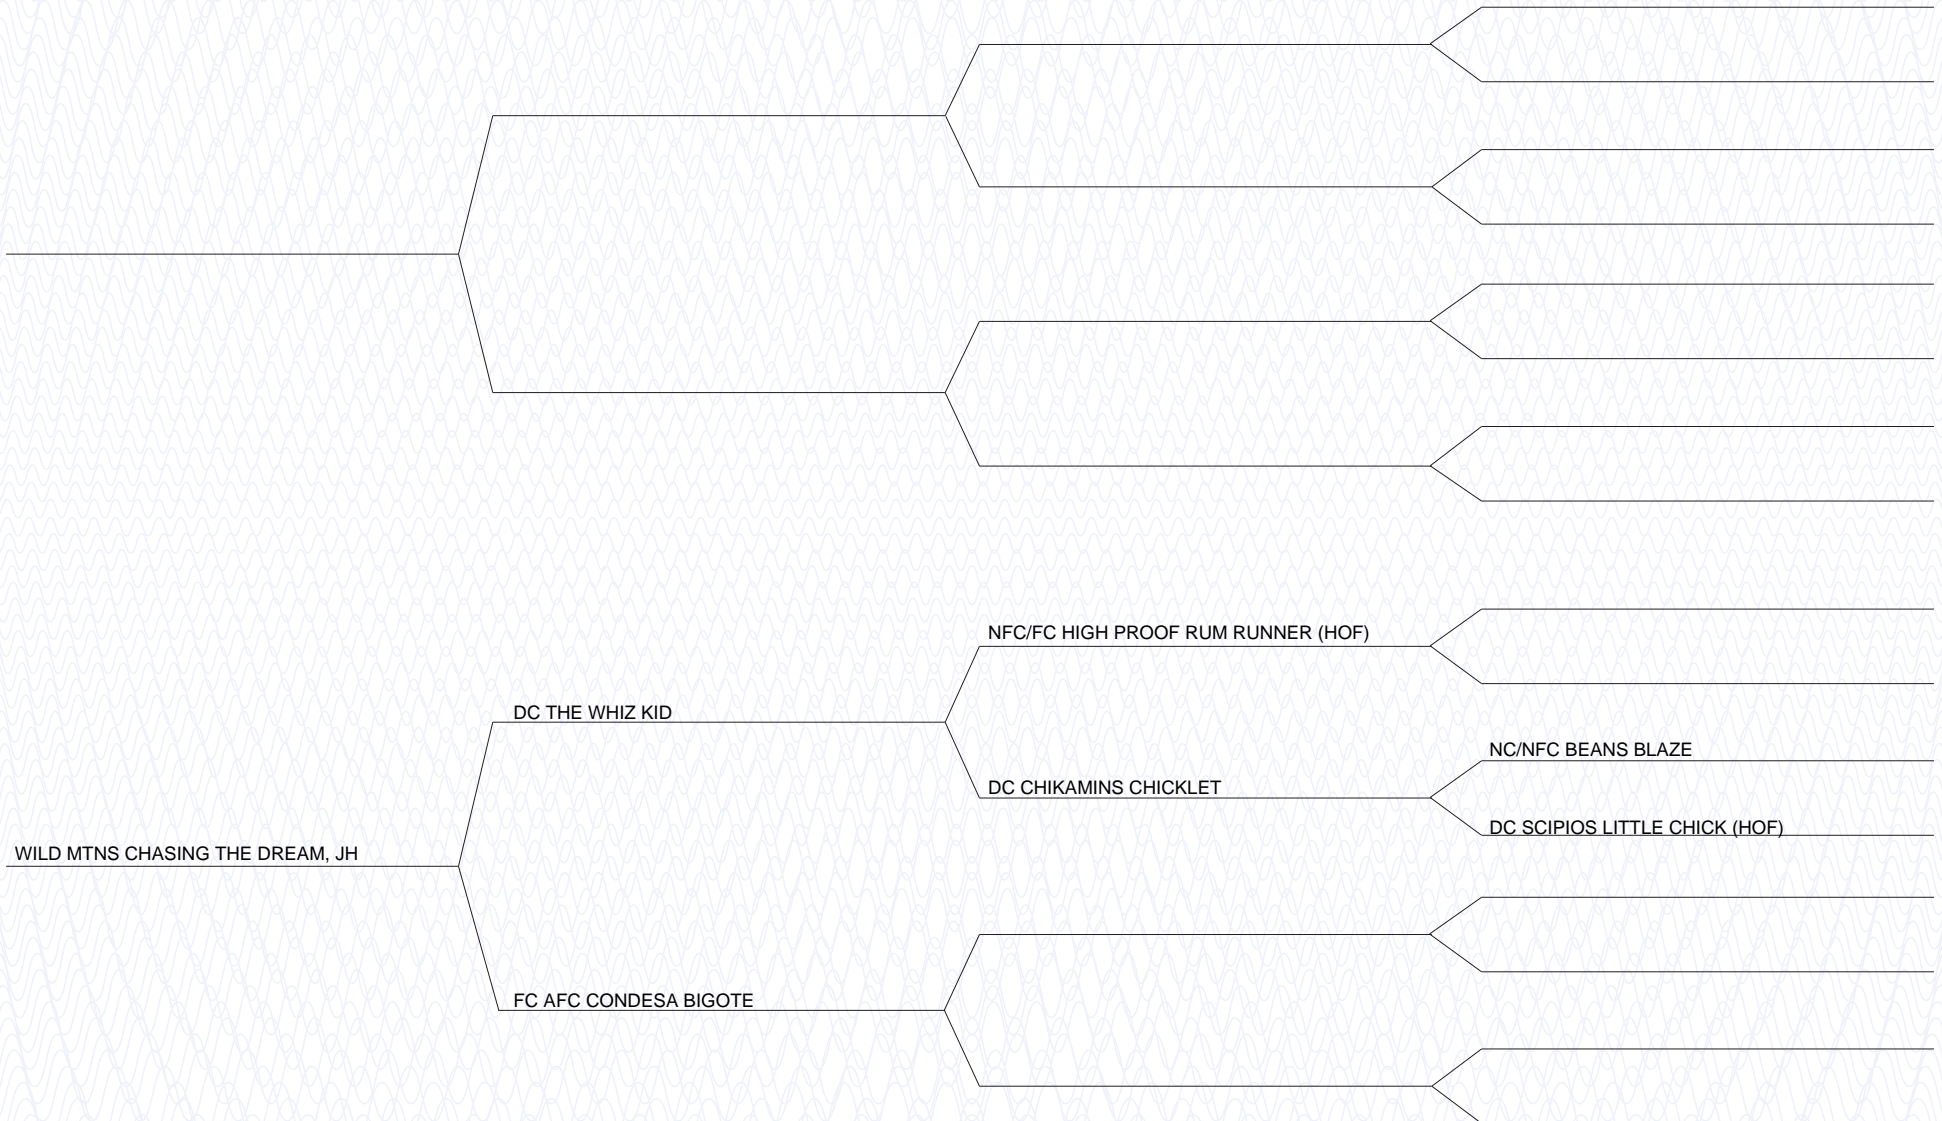 NFC/FC HIGH PROOF RUM RUNNER (HOF)
DC THE WHIZ KID
NC/NFC BEANS BLAZE
DC CHIKAMINS CHICKLET
DC SCIPIOS LITTLE CHICK (HOF)
WILD MTNS CHASING THE DREAM, JH
FC AFC CONDESA BIGOTE